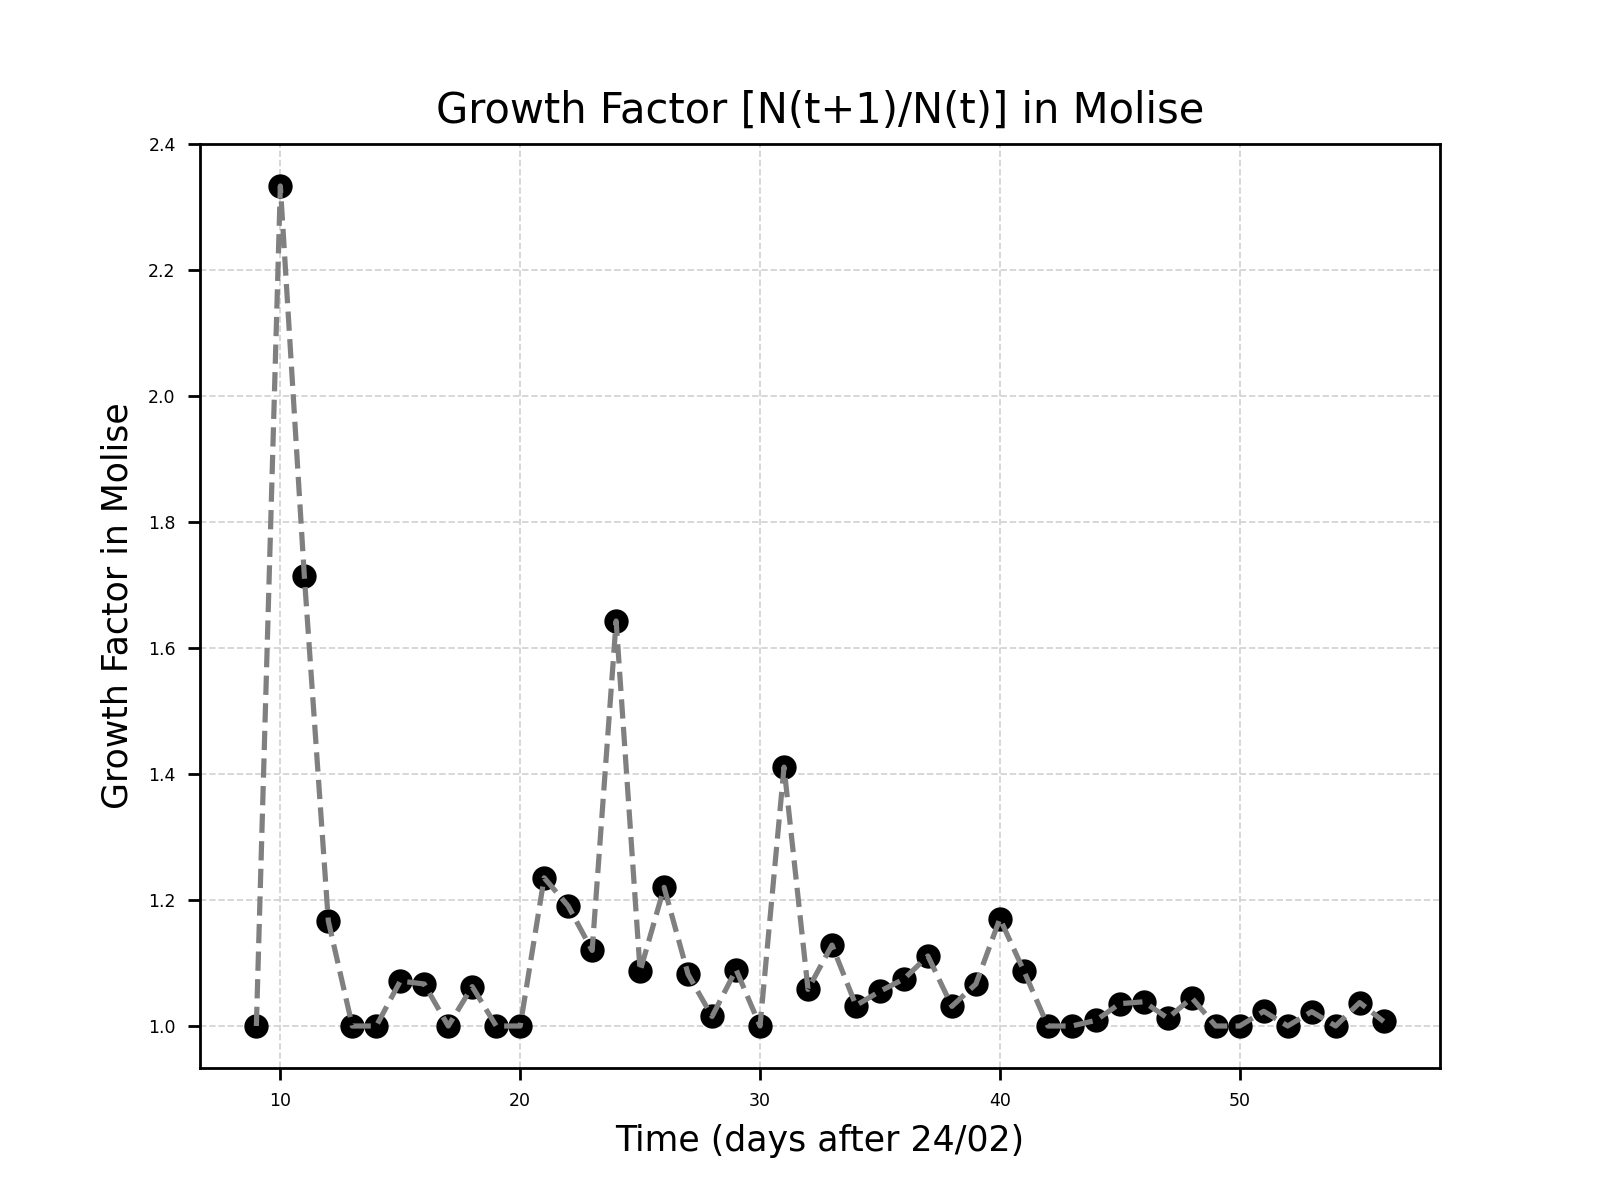 Growth Factor [N(t+1)/N(t)] in Molise
Growth Factor in Molise
2.4
2.2
2.0
1.8
1.6
1.4
1.2
1.0
10 20 30 40 50
Time (days after 24/02)